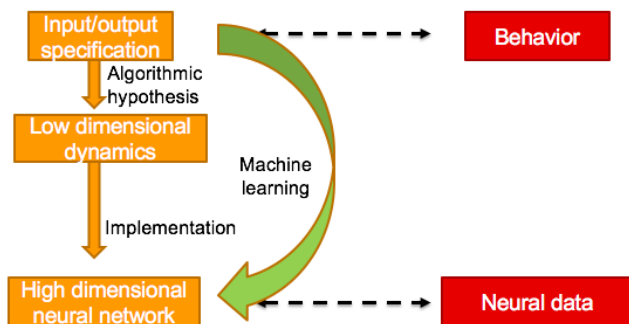 Input/output
specification
Behavior
Algorithmic
hypothesis
Low dimensional
dynamics
Machine
learning
Implementation
High dimensional
neural network
Neural data